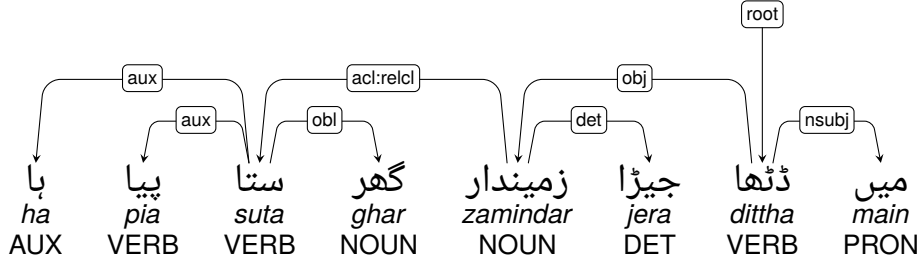 root
aux acl:relcl obj
aux obl det nsubj
میں ڈٹھا جیڑا زمیندار گھر ستا پیا ہا
ha pia suta ghar zamindar jera dittha main
AUX VERB VERB NOUN NOUN DET VERB PRON